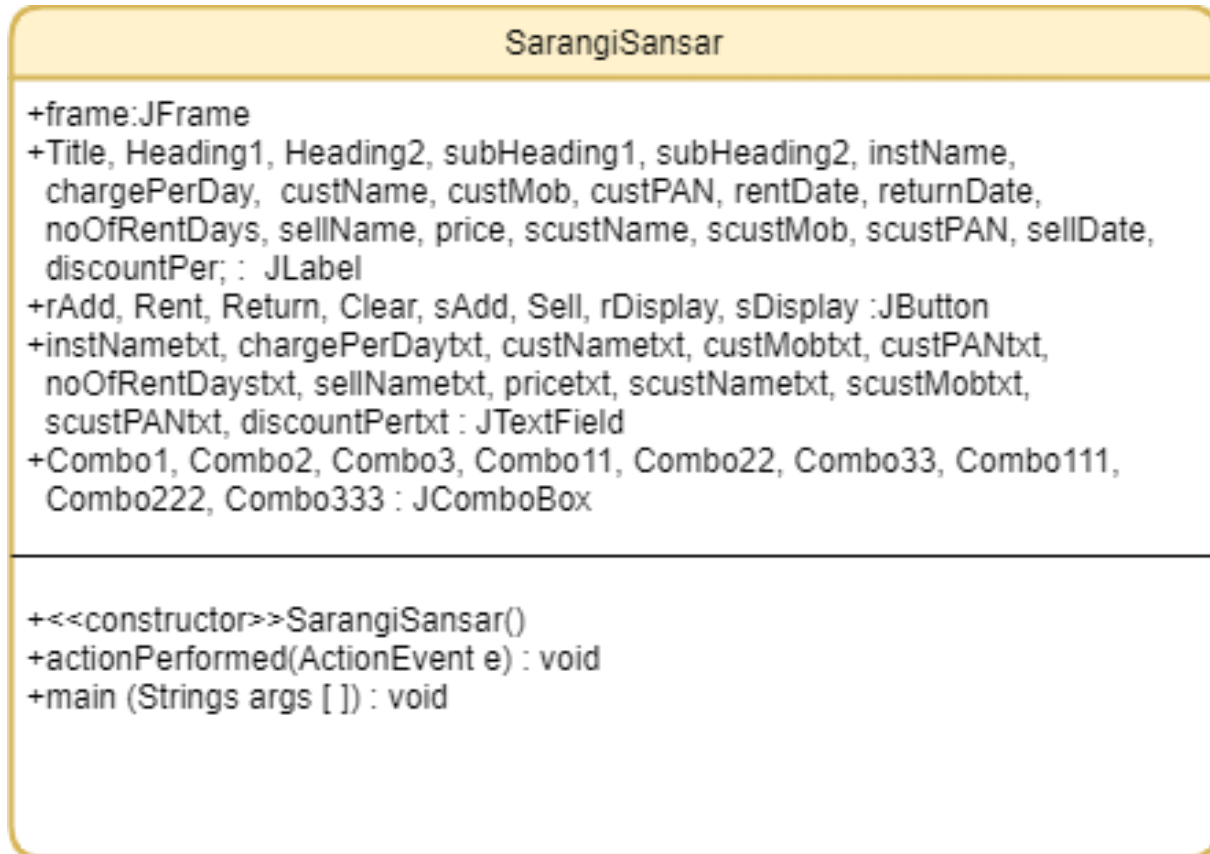 SarangiSansar
+frame:JFrame
+Title, Heading1, Heading2, subHeading1, subHeading2, instName,
chargePerDay, custName, custMob, custPAN, rentDate, returnDate,
noOfRentDays, sellName, price, scustName, scustMob, scustPAN, sellDate,
discountPer; : JLabel
+rAdd, Rent, Return, Clear, sAdd, Sell, rDisplay, sDisplay :JButton
+instNametxt, chargePerDaytxt, custNametxt, custMobtxt, custPANtxt,
noOfRentDaystxt, sellNametxt, pricetxt, scustNametxt, scustMobtxt,
scustPANtxt, discountPertxt : JTextField
+Combo1, Combo2, Combo3, Combo11, Combo22, Combo33, Combo111,
Combo222, Combo333 : JComboBox
+<<constructor>>SarangiSansar()
+actionPerformed(ActionEvent e) : void
+main (Strings args [ ]) : void